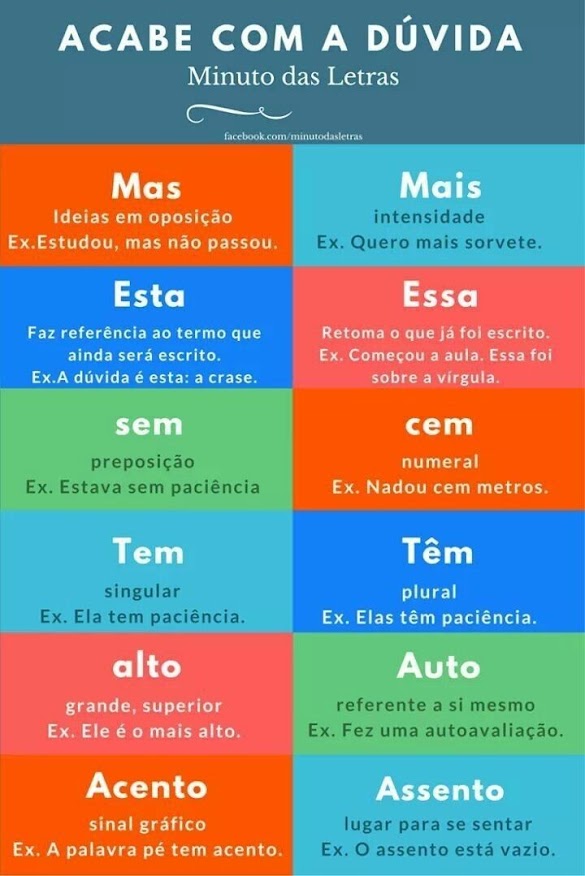 ACABE COM A DÚVIDA
Minuto das Letras
facebook.com/minutodasletras
Mas
Ideias em oposição
Ex.Estudou, mas não passou.
Mais
intensidade
Ex. Quero mais sorvete.
Esta
Faz referência ao termo que
ainda será escrito.
Ex.A dúvida é esta: a crase.
Essa
Retoma o que já foi escrito.
Ex. Começou a aula. Essa foi
sobre a vírgula.
sem
preposição
Ex. Estava sem paciência
cem
numeral
Ex. Nadou cem metros.
Tem
singular
Ex. Ela tem paciência.
Têm
plural
Ex. Elas têm paciência.
alto
grande, superior
Ex. Ele é o mais alto.
Auto
referente a si mesmo
Ex. Fez uma autoavaliação.
Acento
sinal gráfico
Ex. A palavra pé tem acento.
Assento
lugar para se sentar
Ex. O assento está vazio.